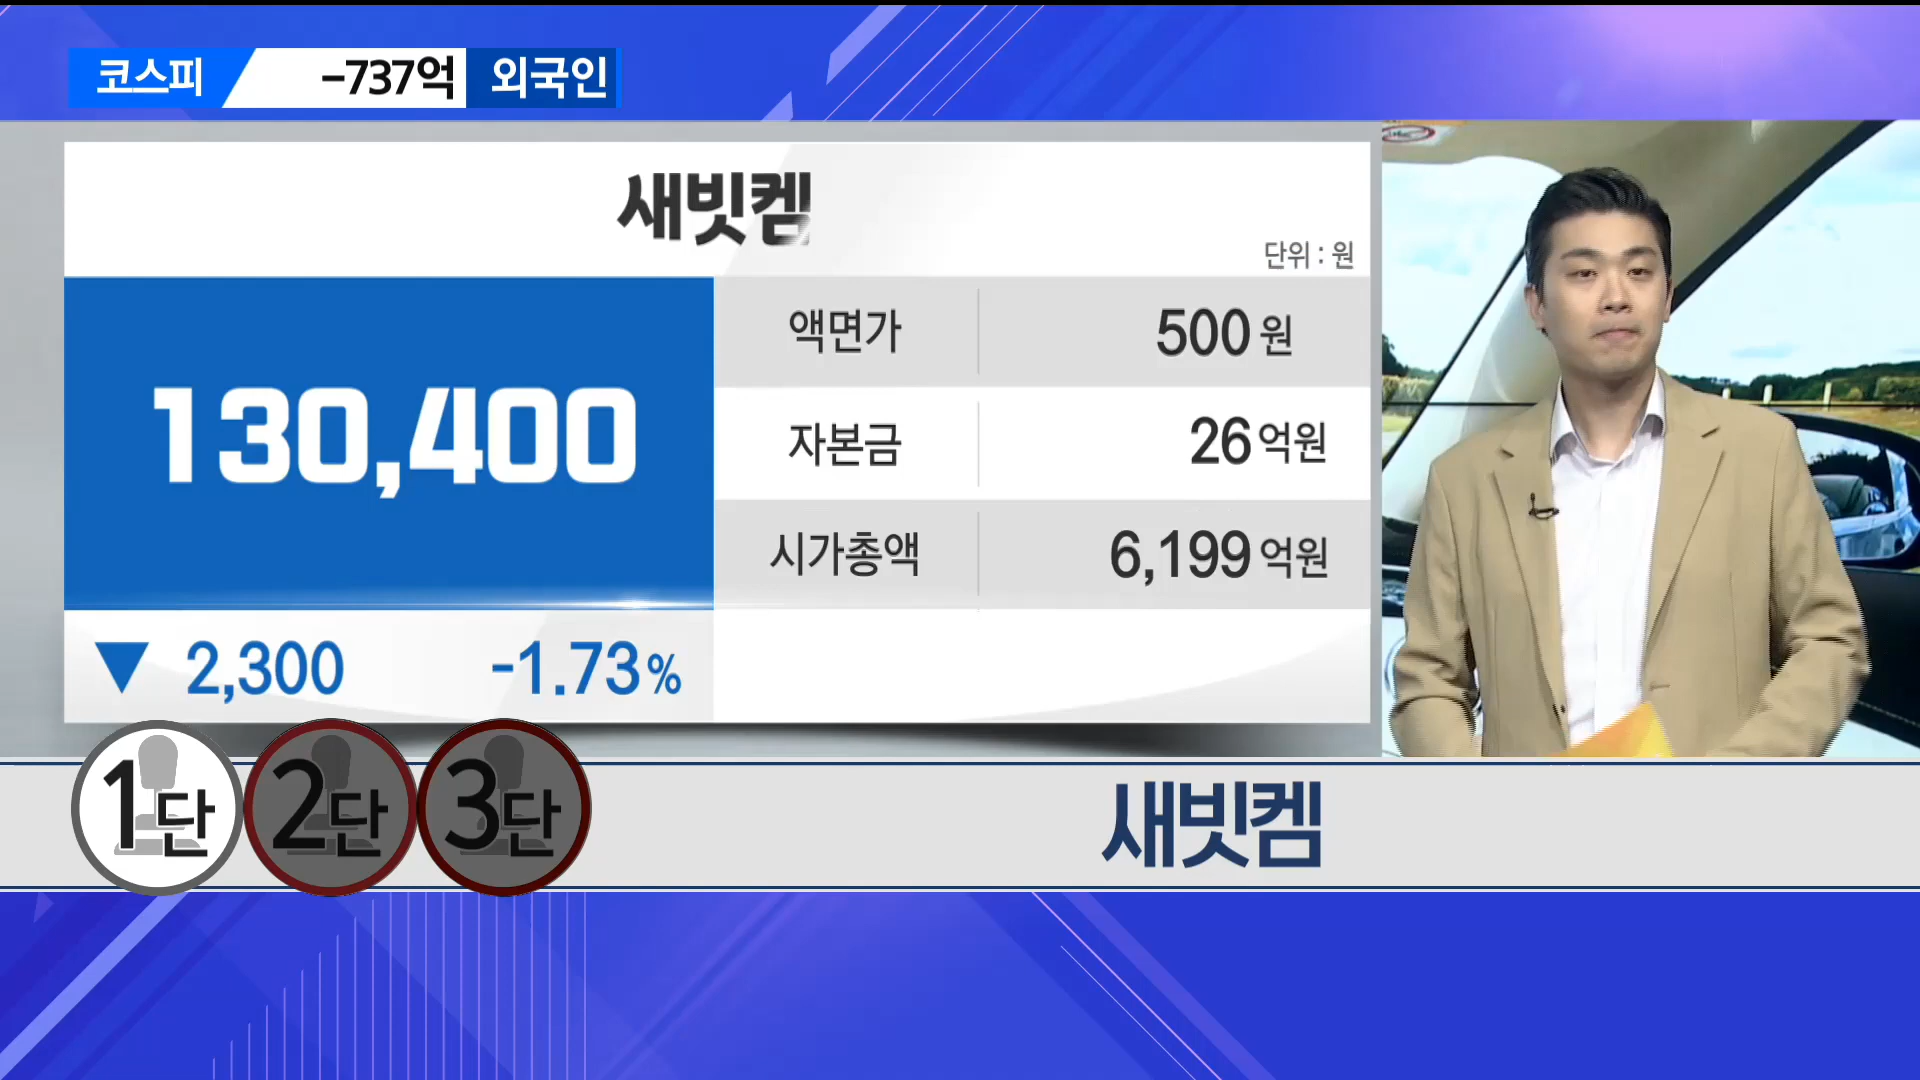 코스피 -737억 외국인
새빗켐
단위 : 원
130,400
▼ 2,300 -1.73%
액면가 500 원
자본금 26 억원
시가총액 6,199 억원
1단 2단 3단
새빗켐